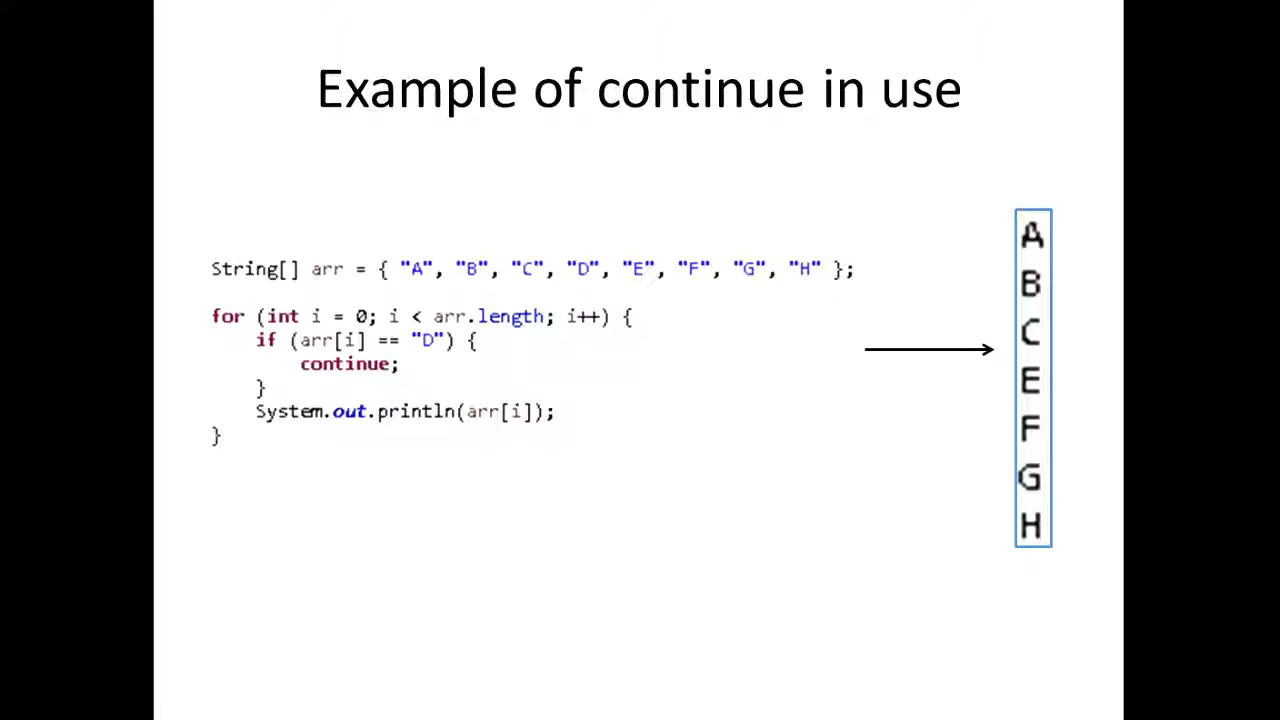 Example of continue in use
String[] arr = { "A", "B", "C", "D", "E", "F", "G", "H" };
for (int i = 0; i < arr.length; i++) {
if (arr[i] == "D") {
continue;
}
System.out.println(arr[i]);
}
A
B
C
E
F
G
H